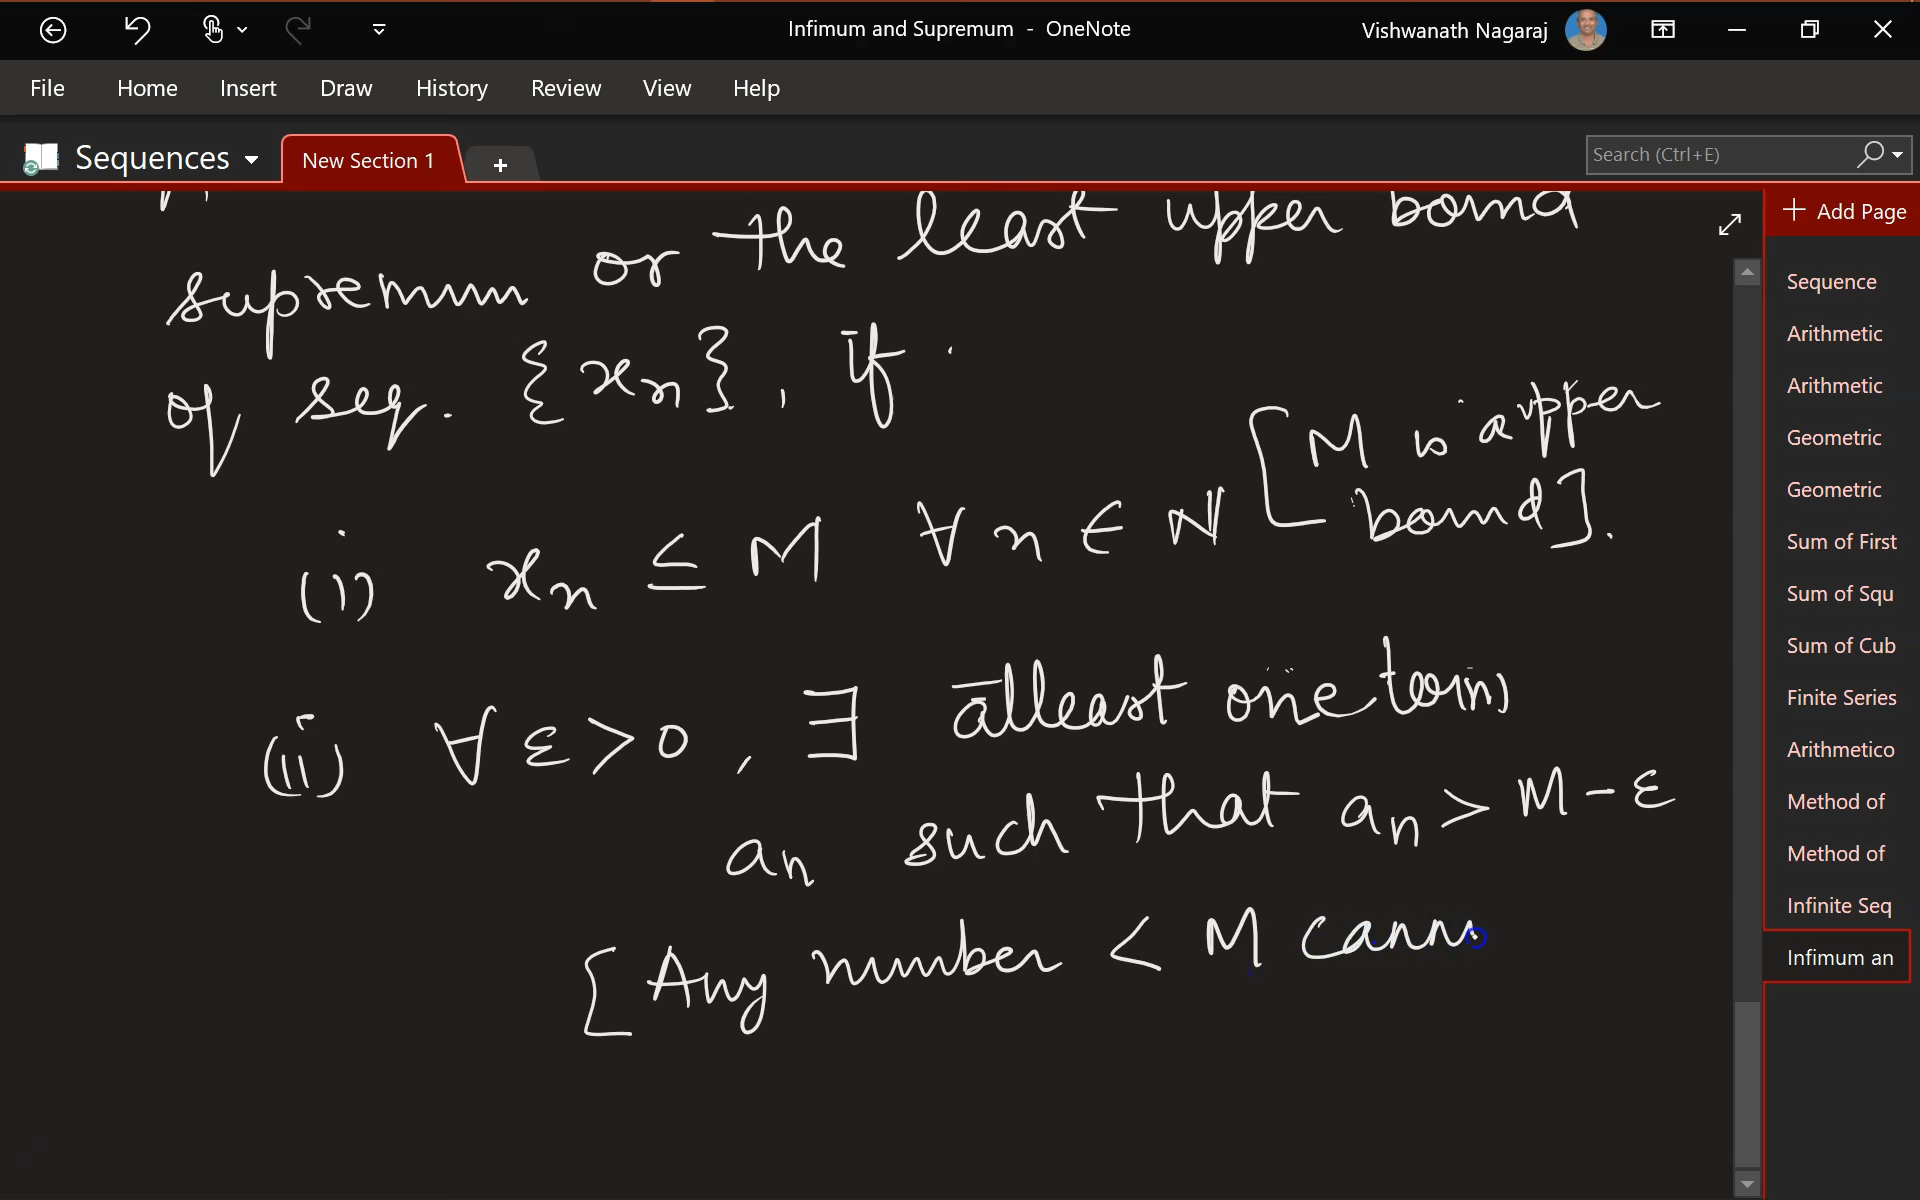 Infimum and Supremum - OneNote
Vishwanath Nagaraj
File Home Insert Draw History Review View Help
Sequences
New Section 1
+
Search (Ctrl+E)
+ Add Page
Sequence
Arithmetic
Arithmetic
Geometric
Geometric
Sum of First
Sum of Squ
Sum of Cub
Finite Series
Arithmetico
Method of
Method of
Infinite Seq
Infimum an
supremum or the least upper bound
of seq. {xn}, if
(i) xn ≤ M ∀ n ∈ N [M is a upper
bound].
(ii) ∀ ε > 0, ∃ atleast one term
an such that an > M - ε
[Any number < M cann